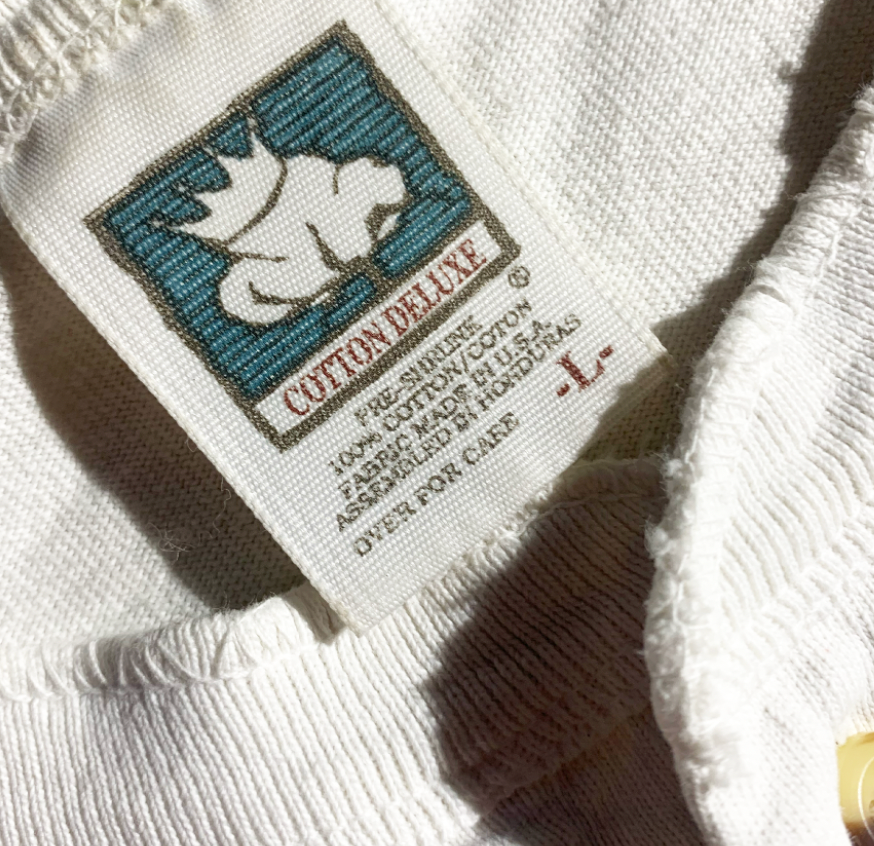 COTTON DELUXE
®
PRE-SHRUNK
100% COTTON/COTON
FABRIC MADE IN U.S.A.
ASSEMBLED IN HONDURAS
-L-
OVER FOR CARE